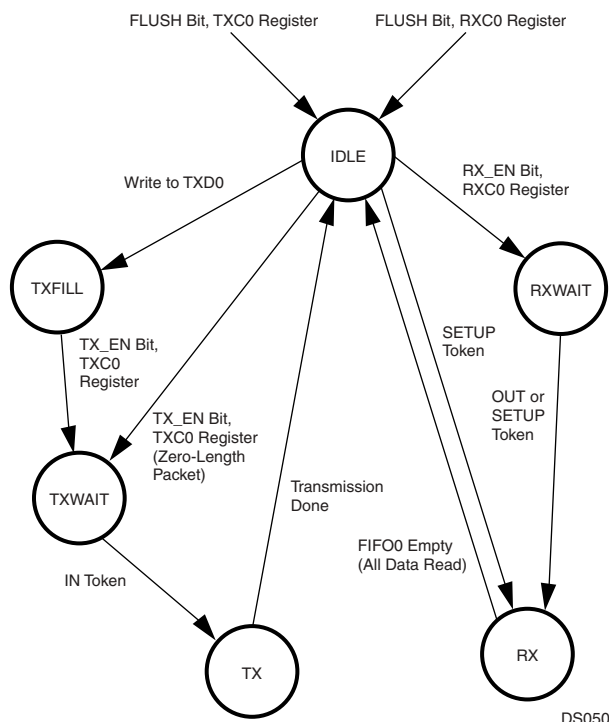 FLUSH Bit, TXC0 Register
FLUSH Bit, RXC0 Register
IDLE
Write to TXD0
RX_EN Bit,
RXC0 Register
TXFILL
RXWAIT
TX_EN Bit,
TXC0
Register
SETUP
Token
TX_EN Bit,
TXC0 Register
(Zero-Length
Packet)
OUT or
SETUP
Token
TXWAIT
Transmission
Done
FIFO0 Empty
(All Data Read)
IN Token
TX
RX
DS050